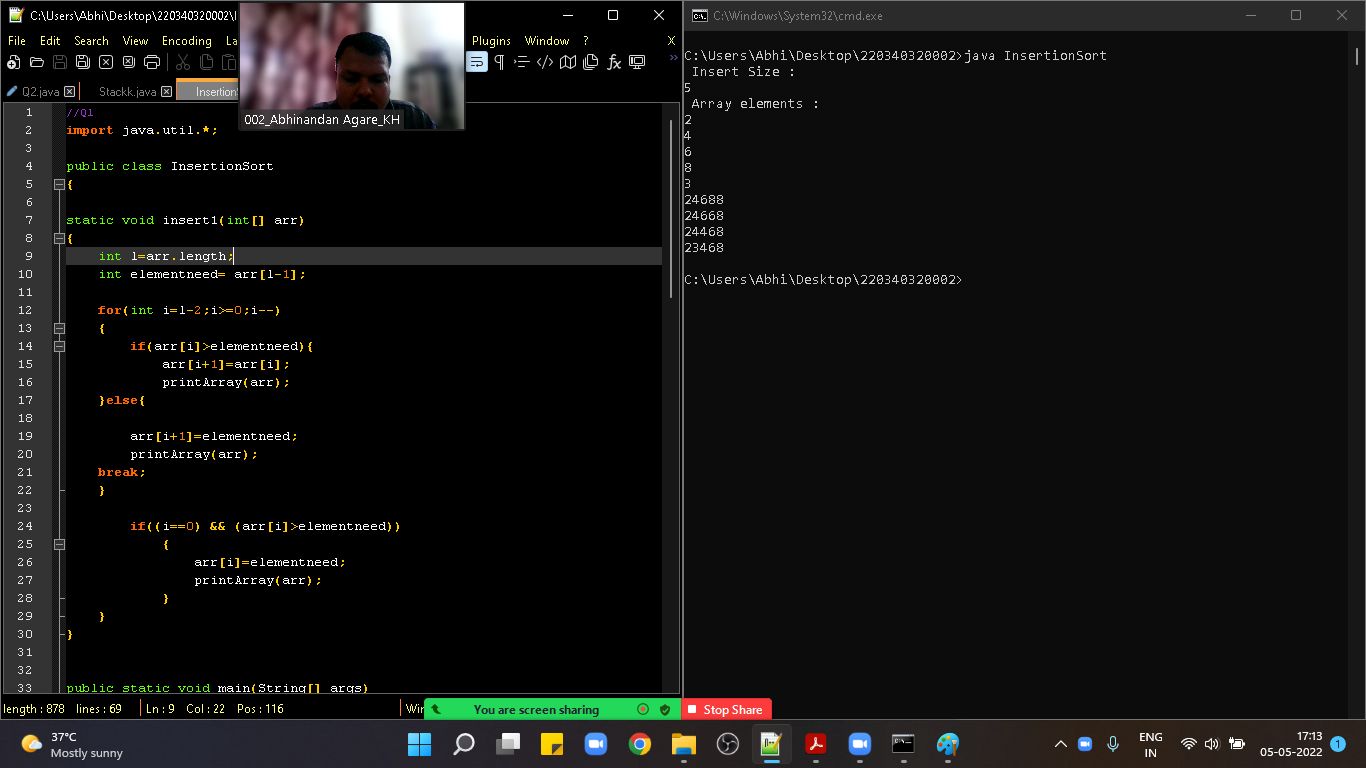 C:\Users\Abhi\Desktop\220340320002\I
File Edit Search View Encoding La Plugins Window ? X
Q2.java Stackk.java InsertionS
002_Abhinandan Agare_KH
1 //Q1
2 import java.util.*;
3
4 public class InsertionSort
5 {
6
7 static void insert1(int[] arr)
8 {
9 int l=arr.length;
10 int elementneed= arr[l-1];
11
12 for(int i=l-2;i>=0;i--)
13 {
14 if(arr[i]>elementneed){
15 arr[i+1]=arr[i];
16 printArray(arr);
17 }else{
18
19 arr[i+1]=elementneed;
20 printArray(arr);
21 break;
22 }
23
24 if((i==0) && (arr[i]>elementneed))
25 {
26 arr[i]=elementneed;
27 printArray(arr);
28 }
29 }
30 }
31
32
33 public static void main(String[] args)
length : 878 lines : 69 Ln : 9 Col : 22 Pos : 116 Wir
You are screen sharing
Stop Share
C:\Windows\System32\cmd.exe
C:\Users\Abhi\Desktop\220340320002>java InsertionSort
Insert Size :
5
Array elements :
2
4
6
8
3
24688
24668
24468
23468
C:\Users\Abhi\Desktop\220340320002>
37°C
Mostly sunny
ENG
IN
17:13
05-05-2022
1